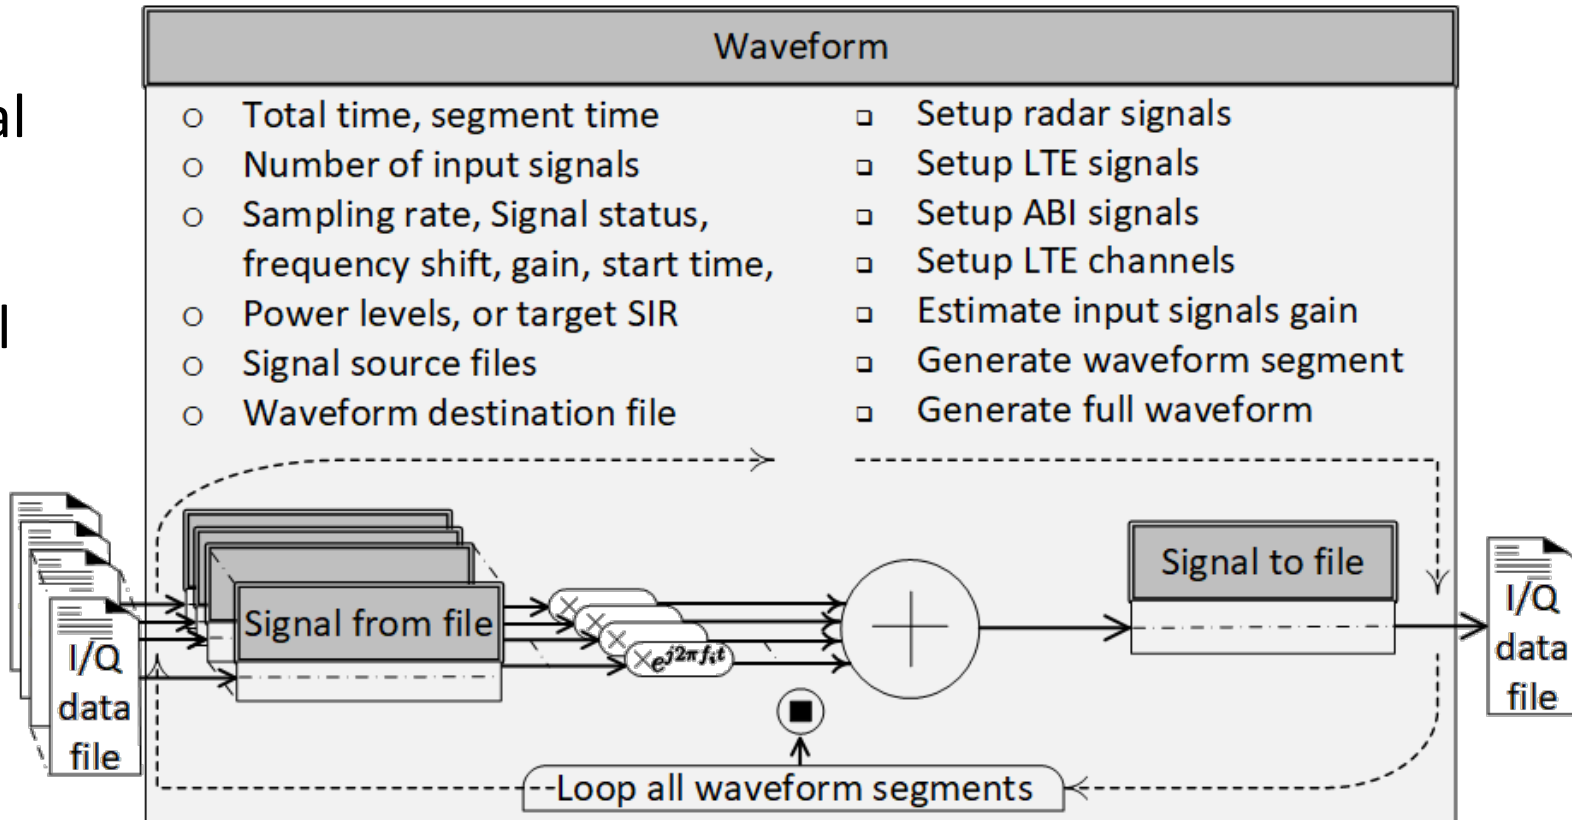 al
l
Waveform
○ Total time, segment time
○ Number of input signals
○ Sampling rate, Signal status,
frequency shift, gain, start time,
○ Power levels, or target SIR
○ Signal source files
○ Waveform destination file
❑ Setup radar signals
❑ Setup LTE signals
❑ Setup ABI signals
❑ Setup LTE channels
❑ Estimate input signals gain
❑ Generate waveform segment
❑ Generate full waveform
I/Q
data
file
Signal from file
×
×
×
×e^{j2πf_it}
+
Signal to file
I/Q
data
file
Loop all waveform segments